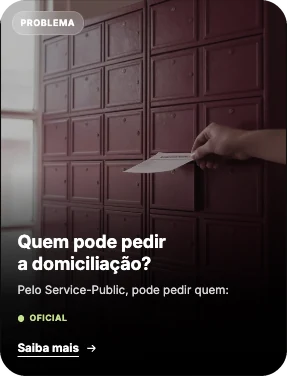 PROBLEMA
Quem pode pedir
a domiciliação?
Pelo Service-Public, pode pedir quem:
OFICIAL
Saiba mais →